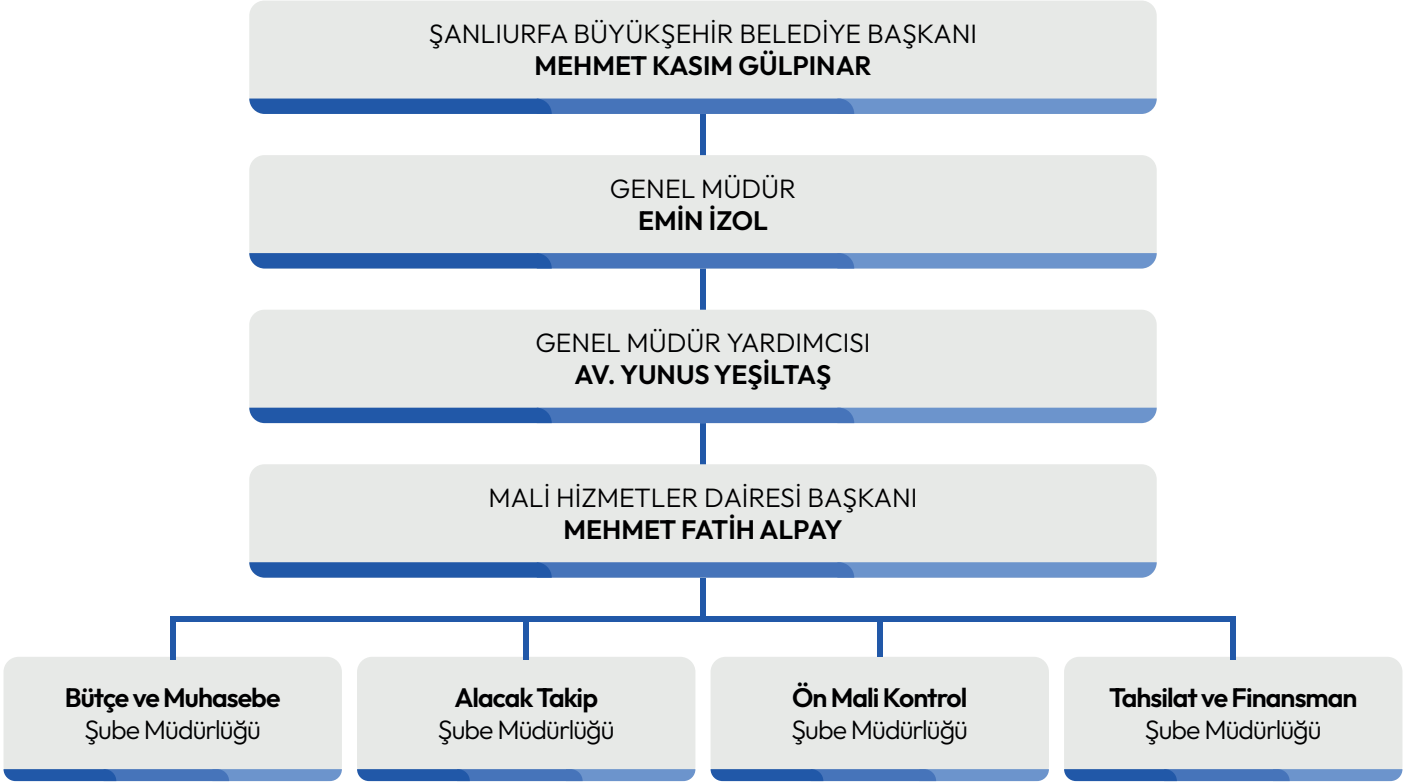 ŞANLIURFA BÜYÜKŞEHİR BELEDİYE BAŞKANI
MEHMET KASIM GÜLPINAR
GENEL MÜDÜR
EMİN İZOL
GENEL MÜDÜR YARDIMCISI
AV. YUNUS YEŞİLTAŞ
MALİ HİZMETLER DAİRESİ BAŞKANI
MEHMET FATİH ALPAY
Bütçe ve Muhasebe
Şube Müdürlüğü
Alacak Takip
Şube Müdürlüğü
Ön Mali Kontrol
Şube Müdürlüğü
Tahsilat ve Finansman
Şube Müdürlüğü